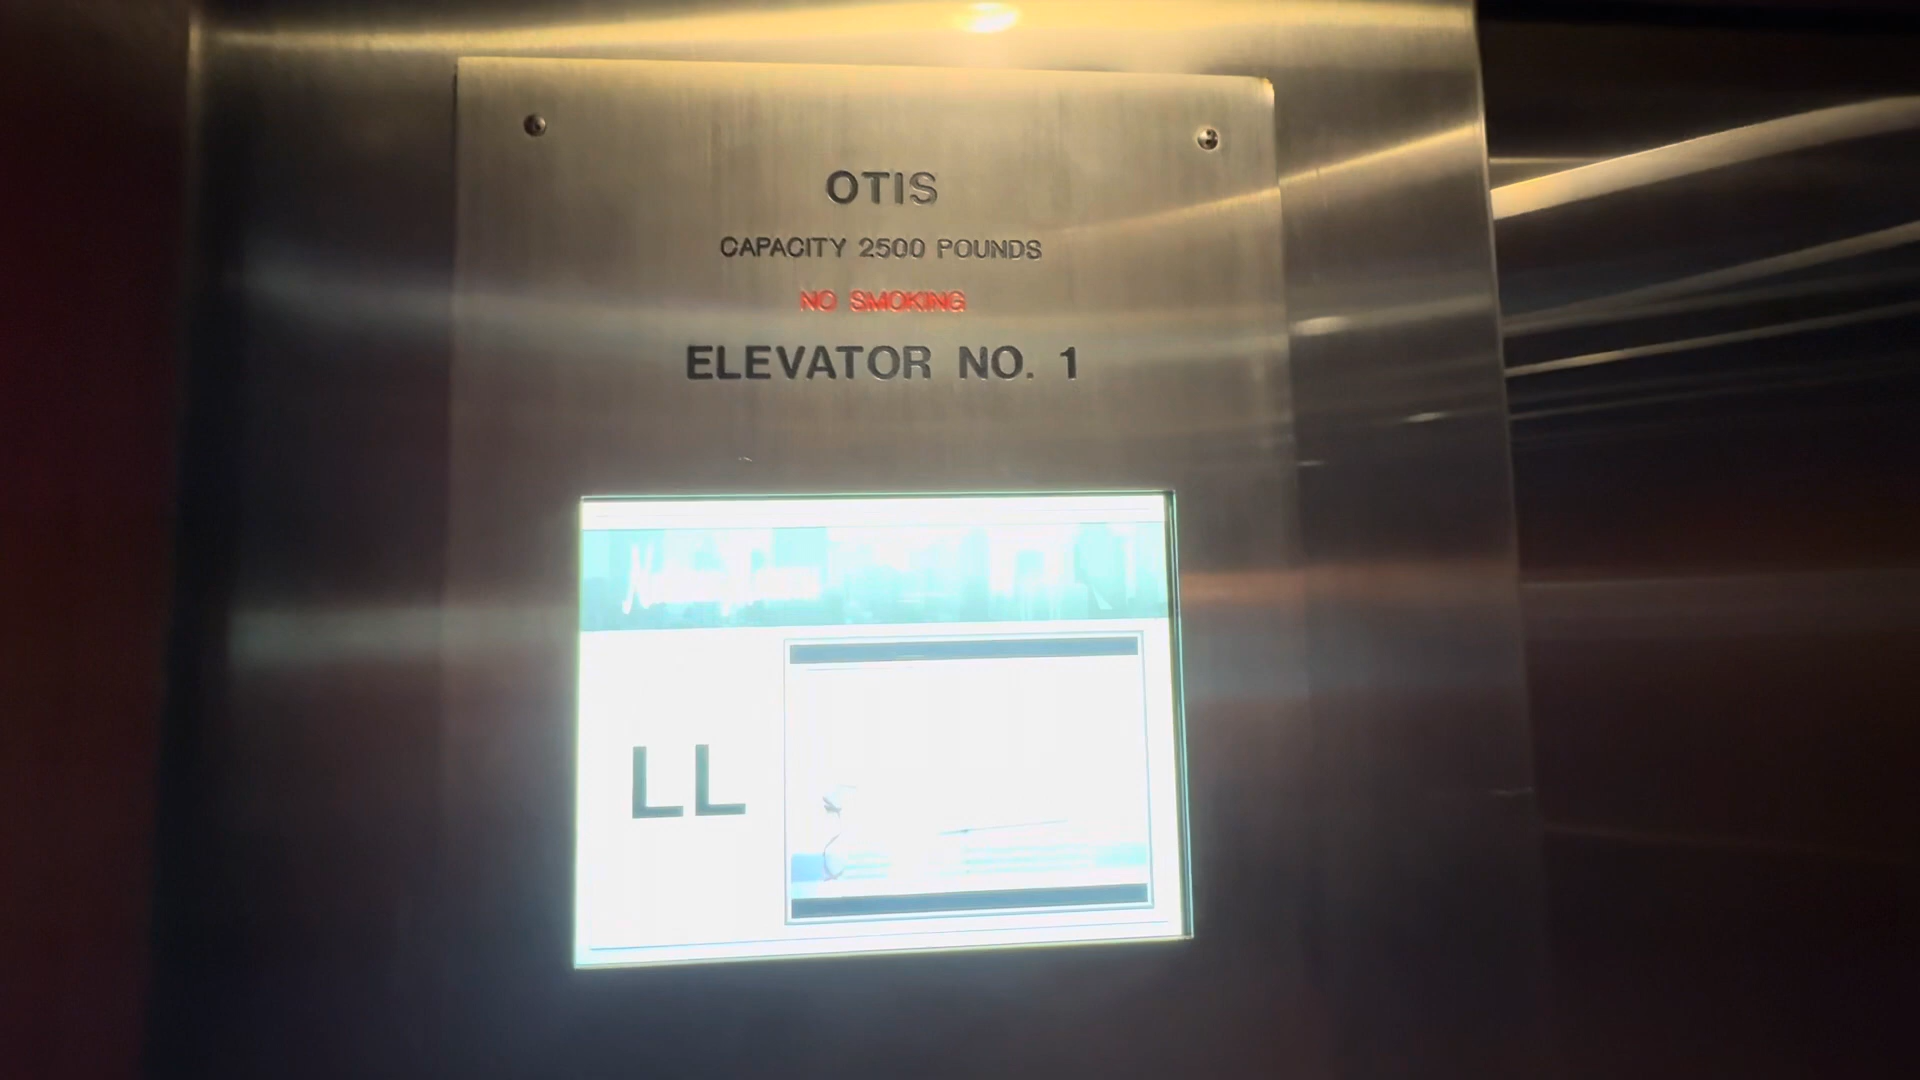 OTIS
CAPACITY 2500 POUNDS
NO SMOKING
ELEVATOR NO. 1
LL